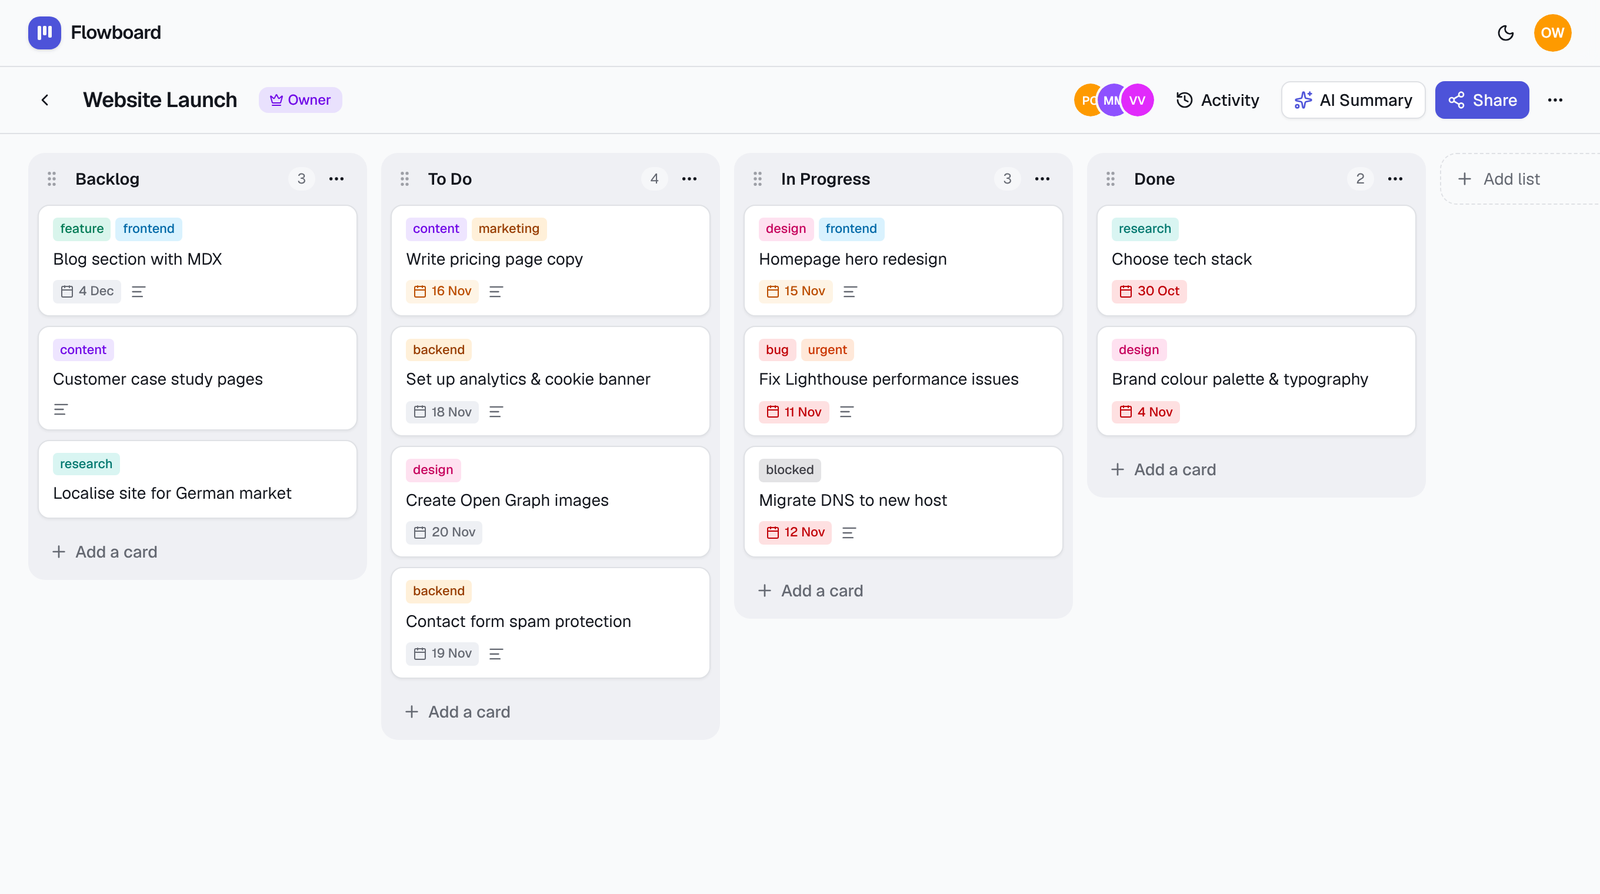 Flowboard
OW
Website Launch
Owner
MM
VV
Activity
AI Summary
Share
Backlog
3
feature
frontend
Blog section with MDX
4 Dec
content
Customer case study pages
research
Localise site for German market
Add a card
To Do
4
content
marketing
Write pricing page copy
16 Nov
backend
Set up analytics & cookie banner
18 Nov
design
Create Open Graph images
20 Nov
backend
Contact form spam protection
19 Nov
Add a card
In Progress
3
design
frontend
Homepage hero redesign
15 Nov
bug
urgent
Fix Lighthouse performance issues
11 Nov
blocked
Migrate DNS to new host
12 Nov
Add a card
Done
2
research
Choose tech stack
30 Oct
design
Brand colour palette & typography
4 Nov
Add a card
Add list